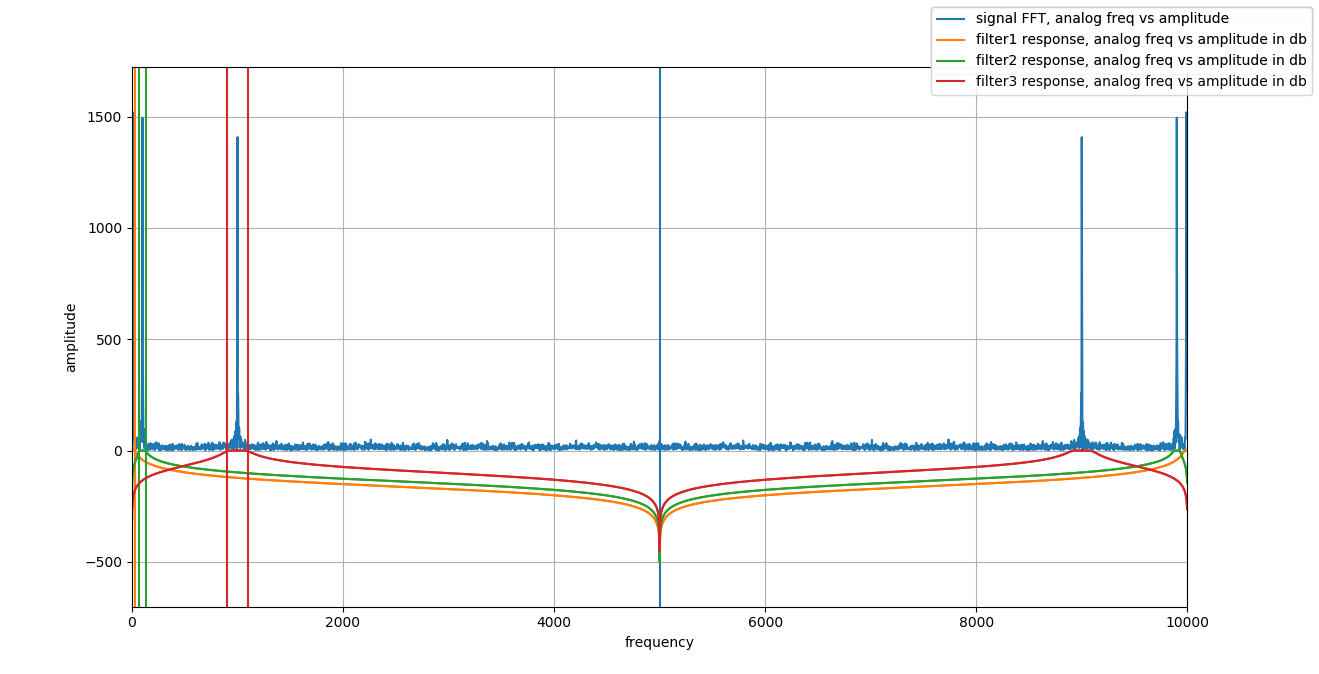 signal FFT, analog freq vs amplitude
filter1 response, analog freq vs amplitude in db
filter2 response, analog freq vs amplitude in db
filter3 response, analog freq vs amplitude in db
1500
1000
500
0
−500
amplitude
0 2000 4000 6000 8000 10000
frequency